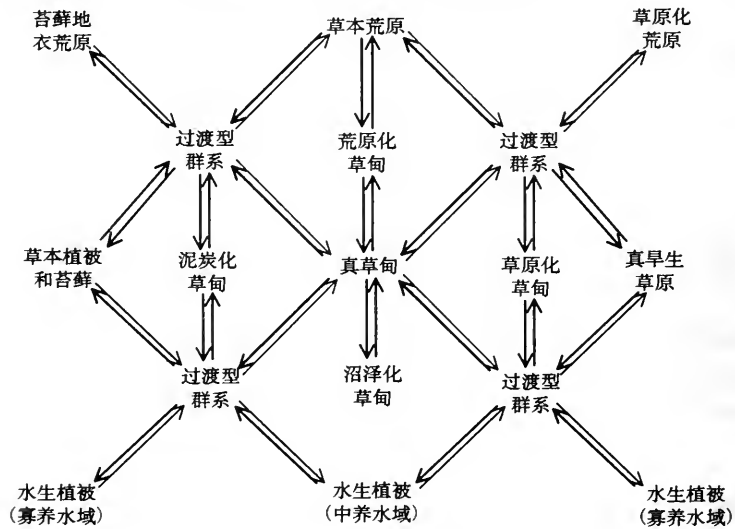 苔藓地
衣荒原
草本荒原
草原化
荒原
过渡型
群系
荒原化
草甸
过渡型
群系
草本植被
和苔藓
泥炭化
草甸
真草甸
草原化
草甸
真旱生
草原
过渡型
群系
沼泽化
草甸
过渡型
群系
水生植被
(寡养水域)
水生植被
(中养水域)
水生植被
(寡养水域)